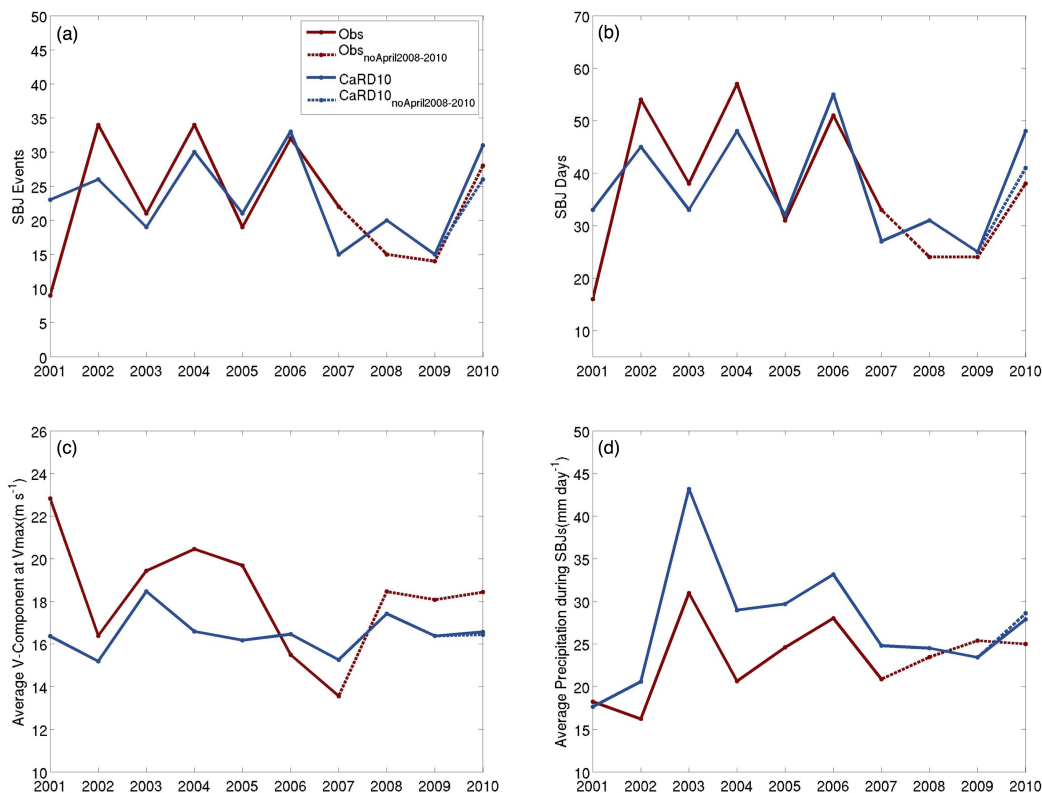 (a)
Obs
Obs noApril2008-2010
CaRD10
CaRD10 noApril2008-2010
SBJ Events
50
45
40
35
30
25
20
15
10
5
0
2001 2002 2003 2004 2005 2006 2007 2008 2009 2010
(b)
SBJ Days
70
60
50
40
30
20
10
2001 2002 2003 2004 2005 2006 2007 2008 2009 2010
(c)
Average V-Component at Vmax(m s-1)
26
24
22
20
18
16
14
12
10
2001 2002 2003 2004 2005 2006 2007 2008 2009 2010
(d)
Average Precipitation during SBJs(mm day-1)
50
45
40
35
30
25
20
15
10
2001 2002 2003 2004 2005 2006 2007 2008 2009 2010